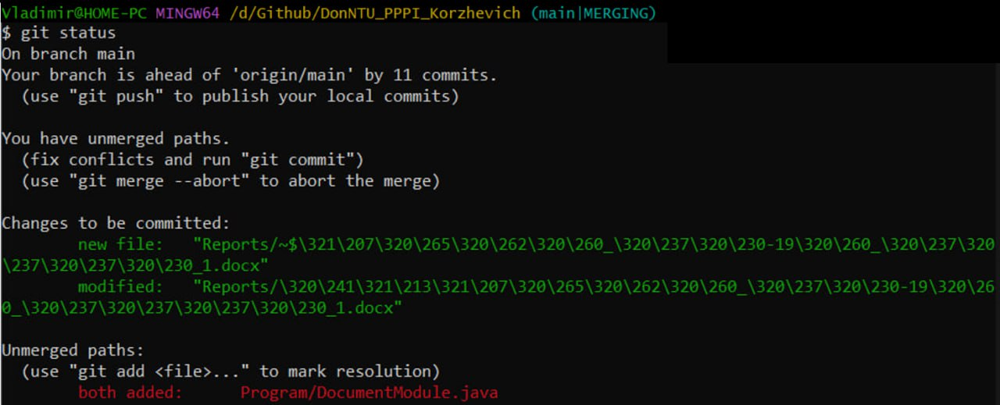 Vladimir@HOME-PC MINGW64 /d/Github/DonNTU_PPPI_Korzhevich (main|MERGING)
$ git status
On branch main
Your branch is ahead of 'origin/main' by 11 commits.
  (use "git push" to publish your local commits)

You have unmerged paths.
  (fix conflicts and run "git commit")
  (use "git merge --abort" to abort the merge)

Changes to be committed:
        new file:   "Reports/~$\321\207\320\265\320\262\320\260_\320\237\320\230-19\320\260_\320\237\320
\237\320\237\320\230_1.docx"
        modified:   "Reports/\320\241\321\213\321\207\320\265\320\262\320\260_\320\237\320\230-19\320\26
0_\320\237\320\237\320\237\320\230_1.docx"

Unmerged paths:
  (use "git add <file>..." to mark resolution)
        both added:      Program/DocumentModule.java